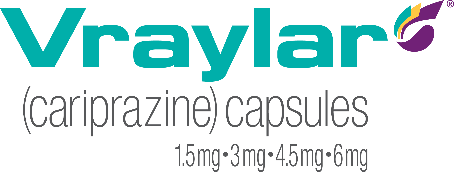 Vraylar®
(cariprazine) capsules
1.5mg•3mg•4.5mg•6mg